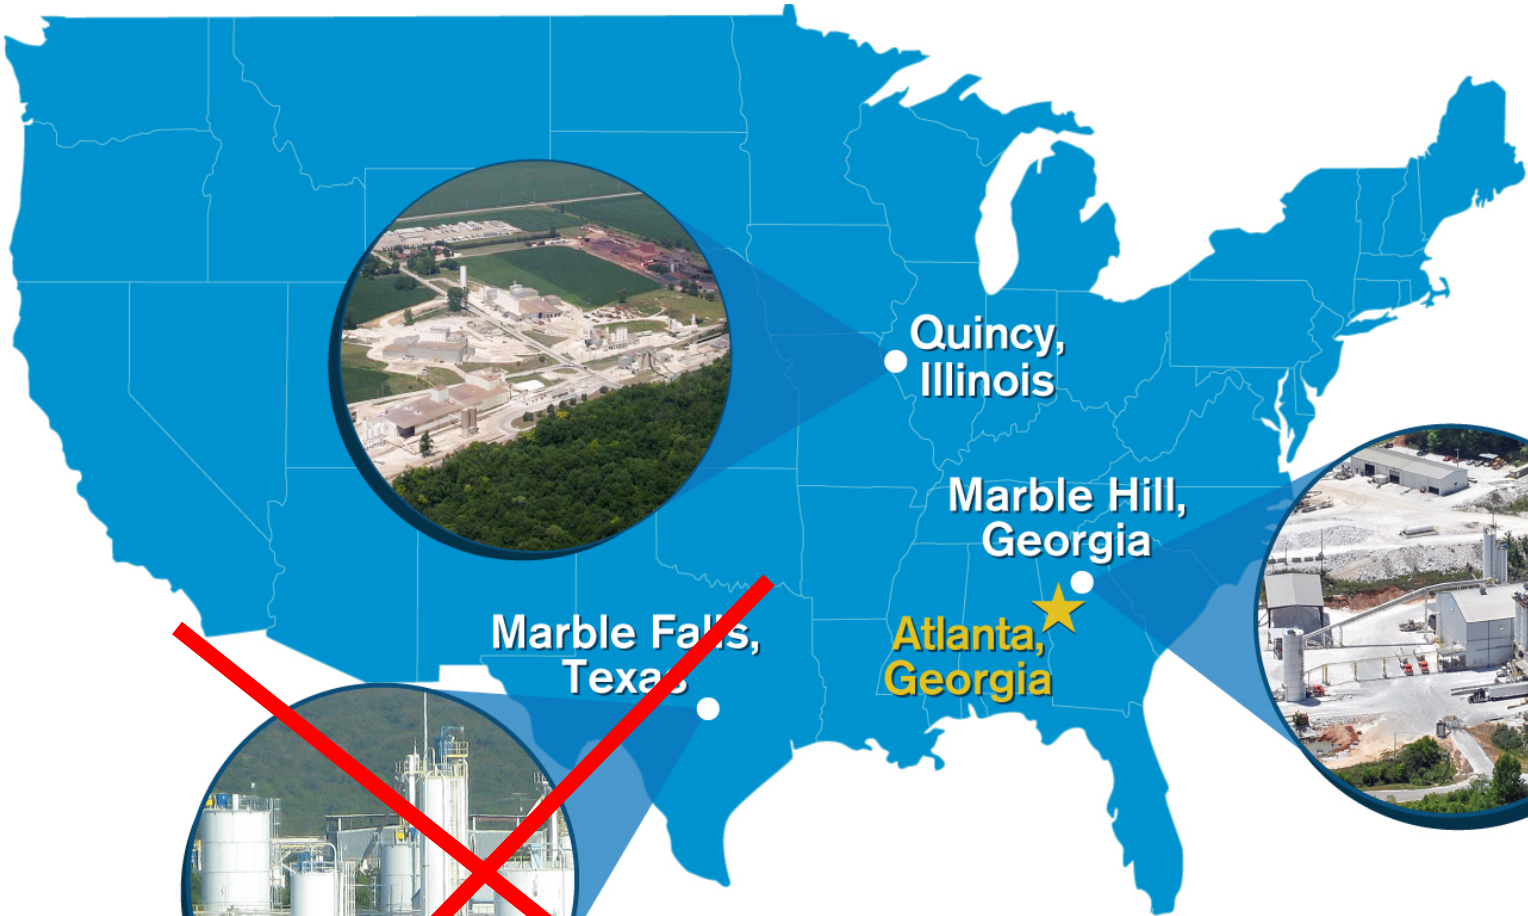 Quincy,
Illinois
Marble Hill,
Georgia
Atlanta,
Georgia
Marble Falls,
Texas